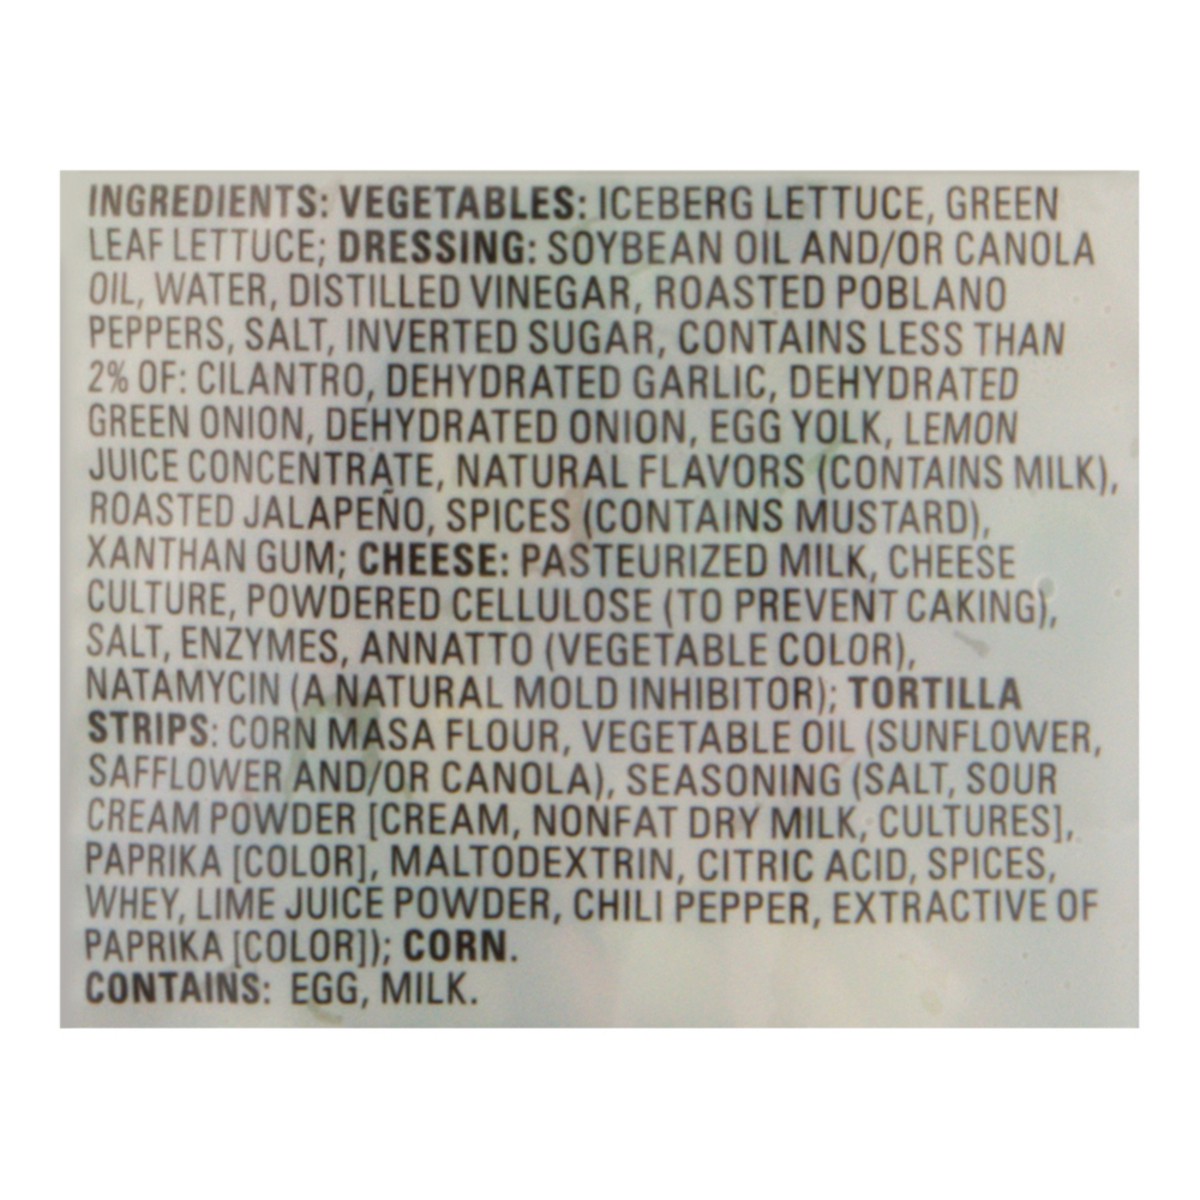 INGREDIENTS: VEGETABLES: ICEBERG LETTUCE, GREEN
LEAF LETTUCE; DRESSING: SOYBEAN OIL AND/OR CANOLA
OIL, WATER, DISTILLED VINEGAR, ROASTED POBLANO
PEPPERS, SALT, INVERTED SUGAR, CONTAINS LESS THAN
2% OF: CILANTRO, DEHYDRATED GARLIC, DEHYDRATED
GREEN ONION, DEHYDRATED ONION, EGG YOLK, LEMON
JUICE CONCENTRATE, NATURAL FLAVORS (CONTAINS MILK),
ROASTED JALAPEÑO, SPICES (CONTAINS MUSTARD),
XANTHAN GUM; CHEESE: PASTEURIZED MILK, CHEESE
CULTURE, POWDERED CELLULOSE (TO PREVENT CAKING),
SALT, ENZYMES, ANNATTO (VEGETABLE COLOR),
NATAMYCIN (A NATURAL MOLD INHIBITOR); TORTILLA
STRIPS: CORN MASA FLOUR, VEGETABLE OIL (SUNFLOWER,
SAFFLOWER AND/OR CANOLA), SEASONING (SALT, SOUR
CREAM POWDER [CREAM, NONFAT DRY MILK, CULTURES],
PAPRIKA [COLOR], MALTODEXTRIN, CITRIC ACID, SPICES,
WHEY, LIME JUICE POWDER, CHILI PEPPER, EXTRACTIVE OF
PAPRIKA [COLOR]); CORN.
CONTAINS: EGG, MILK.